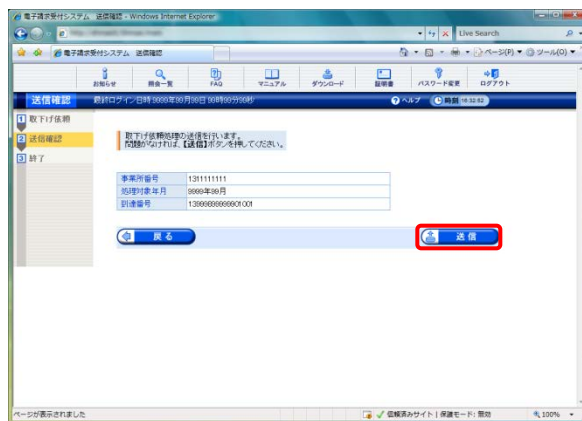 電子請求受付システム 送信確認 - Windows Internet Explorer
Live Search
電子請求受付システム 送信確認
ページ(P) ツール(O)
お知らせ 照会一覧 FAQ マニュアル ダウンロード 証明書 パスワード変更 ログアウト
送信確認 最終ログイン日時:9999年99月99日 99時99分99秒 ヘルプ 時刻 16:32:52
1 取下げ依頼
2 送信確認
3 終了
取下げ依頼処理の送信を行います。
問題がなければ、【送信】ボタンを押してください。
事業所番号 1311111111
処理対象年月 9999年99月
到達番号
戻る 送信
ページが表示されました 信頼済みサイト | 保護モード: 無効 100%